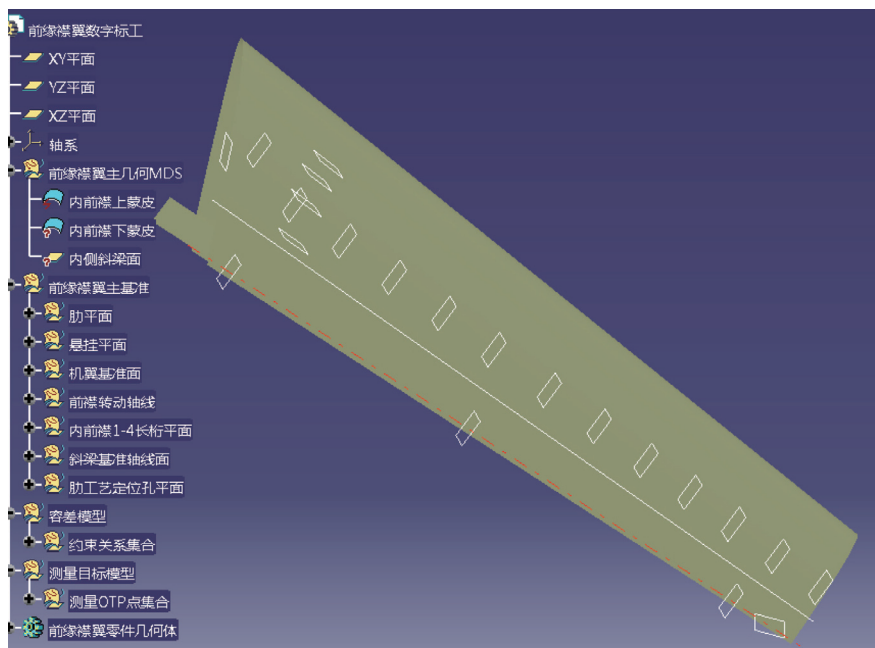 前缘襟翼数字标工
XY平面
YZ平面
XZ平面
轴系
前缘襟翼主几何MDS
内前襟上蒙皮
内前襟下蒙皮
内侧斜梁面
前缘襟翼主基准
肋平面
悬挂平面
机翼基准面
前襟转动轴线
内前襟1-4长桁平面
斜梁基准轴线面
肋工艺定位孔平面
容差模型
约束关系集合
测量目标模型
测量OTP点集合
前缘襟翼零件几何体